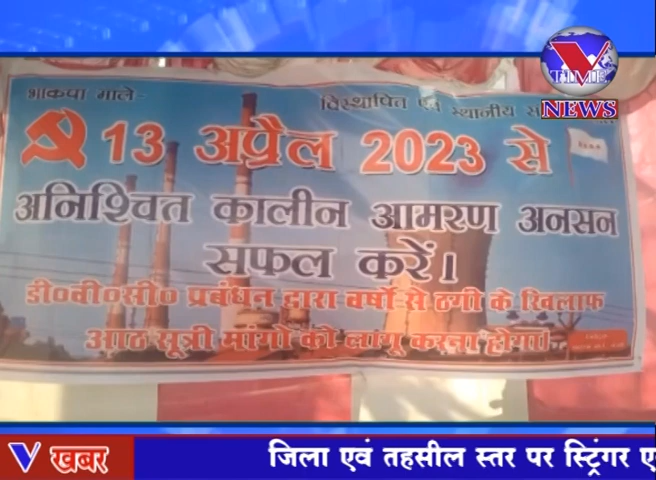 V
TIME
NEWS
भाकपा माले-
विस्थापित एवं स्थानीय
13 अप्रैल 2023 से
अनिश्चित कालीन आमरण अनसन
सफल करें।
डी०वी०सी० प्रबंधन द्वारा वर्षो से ठगी के खिलाफ
आठ सूत्री मांगो को लागू करना होगा।
V खबर
जिला एवं तहसील स्तर पर स्ट्रिंगर ए